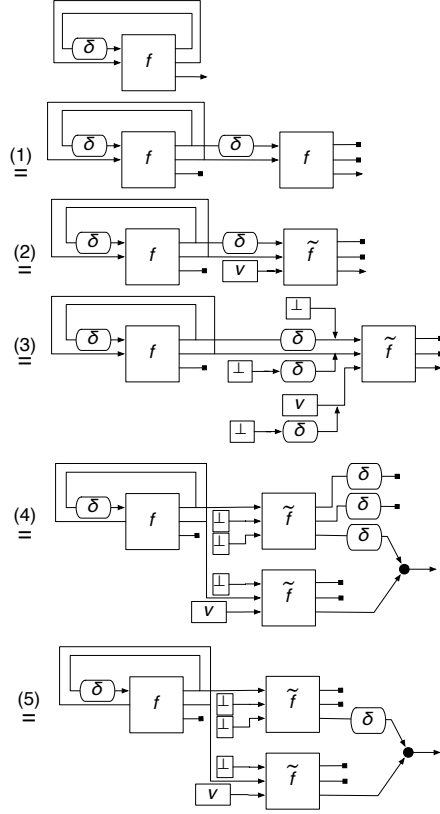 δ f
(1) = δ f δ f
(2) = δ f δ v f̃
(3) = δ f δ ⊥ ⊥ δ v ⊥ δ f̃
(4) = δ f ⊥ ⊥ f̃ δ δ δ ⊥ v f̃
(5) = δ f ⊥ ⊥ f̃ δ ⊥ v f̃